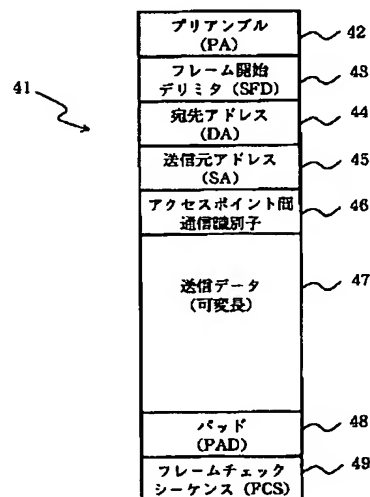 41
プリアンブル
(PA)
42
フレーム開始
デリミタ (SFD)
43
宛先アドレス
(DA)
44
送信元アドレス
(SA)
45
アクセスポイント間
通信識別子
46
送信データ
(可変長)
47
パッド
(PAD)
48
フレームチェック
シーケンス (FCS)
49